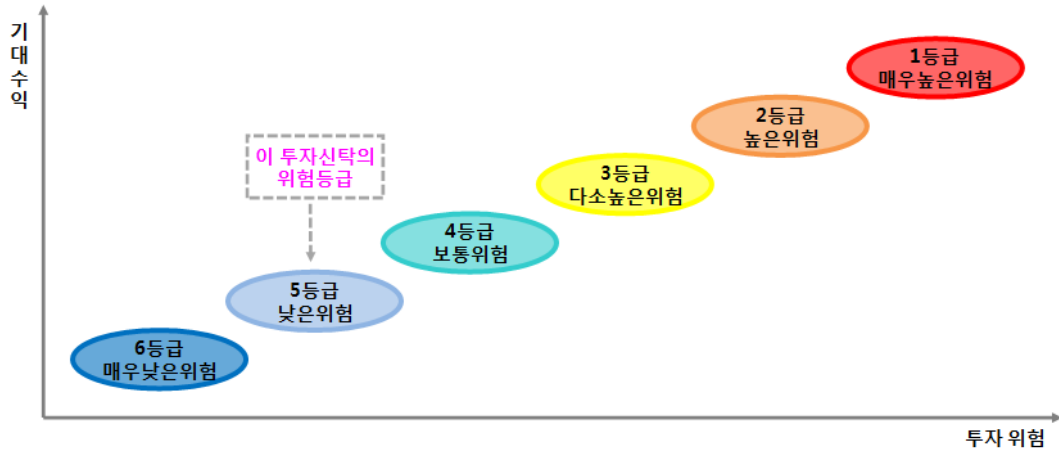 기대수익
1등급
매우높은위험
2등급
높은위험
이 투자신탁의
위험등급
3등급
다소높은위험
4등급
보통위험
5등급
낮은위험
6등급
매우낮은위험
투자 위험